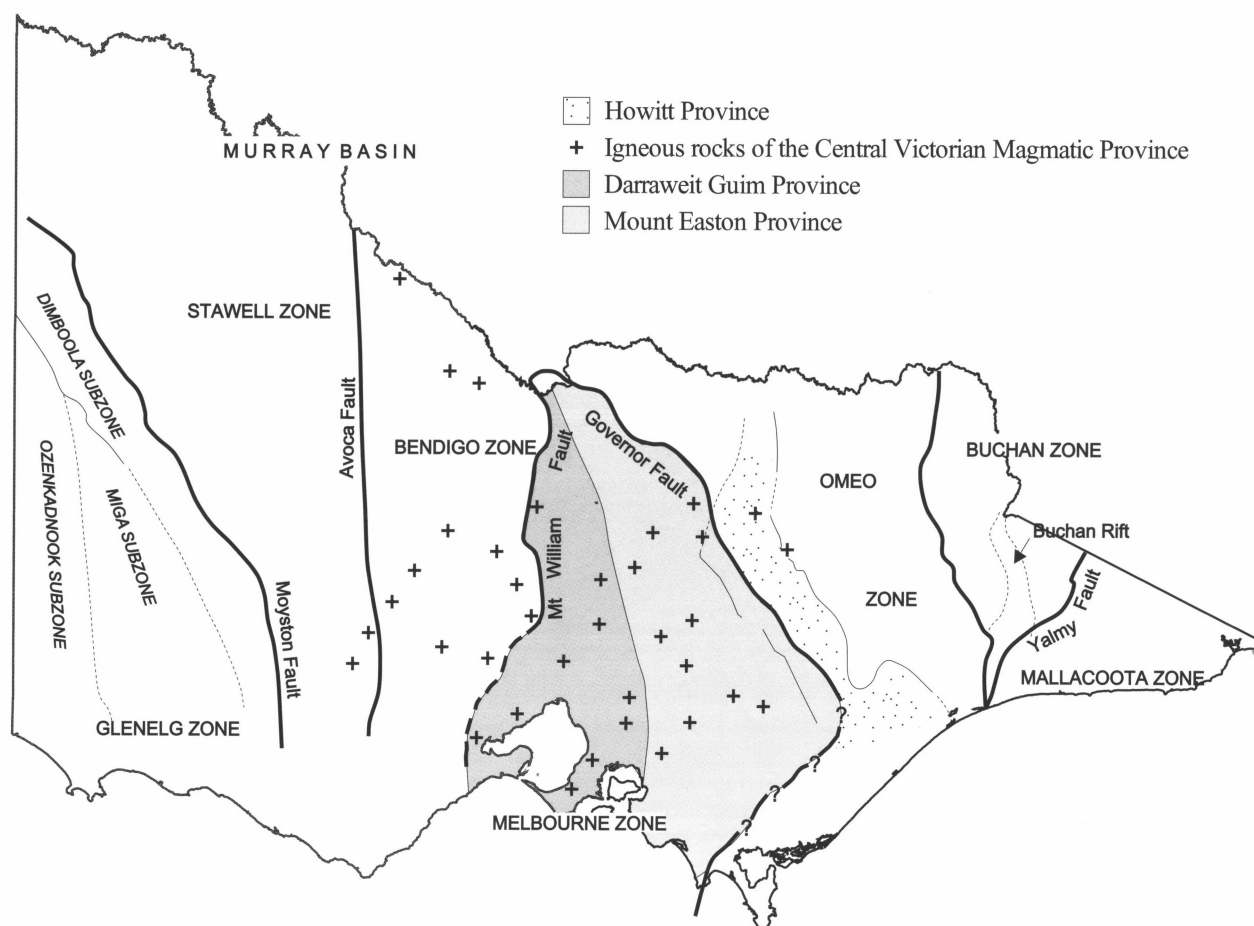 Howitt Province
Igneous rocks of the Central Victorian Magmatic Province
Darraweit Guim Province
Mount Easton Province
MURRAY BASIN
STAWELL ZONE
DIMBOOLA SUBZONE
OZENKADNOOK SUBZONE
MIGA SUBZONE
GLENELG ZONE
Moyston Fault
Avoca Fault
BENDIGO ZONE
Mt William Fault
Governor Fault
OMEO
ZONE
BUCHAN ZONE
Buchan Rift
Yalmy Fault
MALLACOOTA ZONE
MELBOURNE ZONE
?
?
?
?